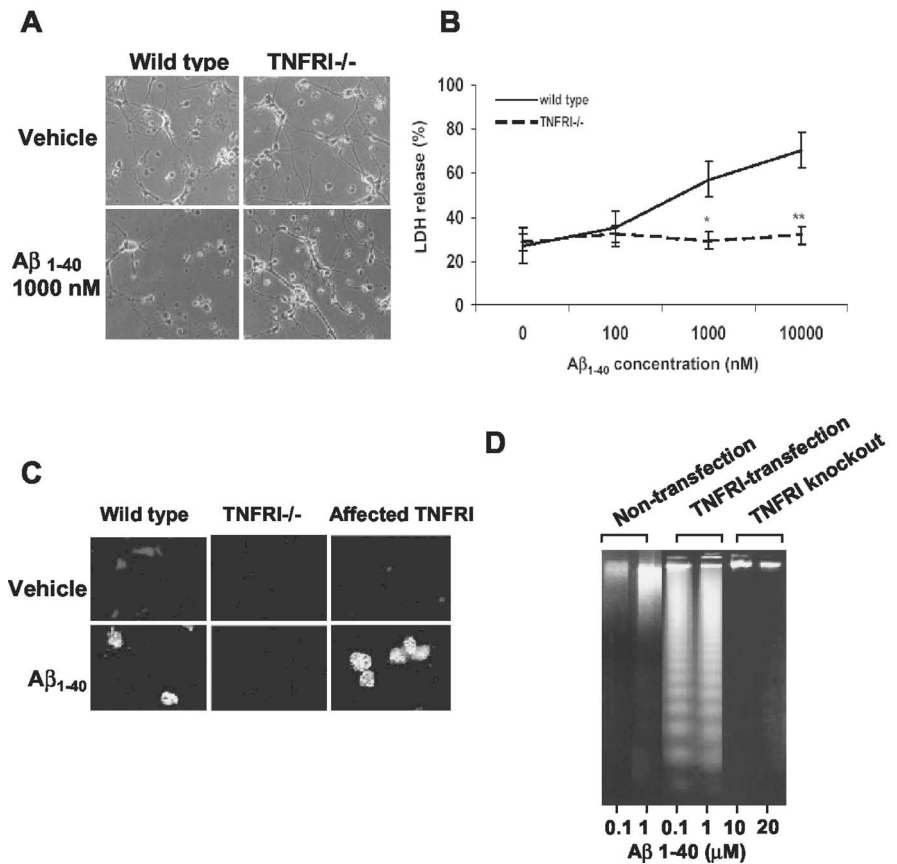 A
Wild type TNFRI-/-
Vehicle
Aβ 1-40
1000 nM
B
100
80
60
40
20
0
LDH release (%)
wild type
TNFRI-/-
*
**
0 100 1000 10000
Aβ1-40 concentration (nM)
C
Wild type TNFRI-/- Affected TNFRI
Vehicle
Aβ1-40
D
Non-transfection
TNFRI-transfection
TNFRI knockout
0.1 1 0.1 1 10 20
Aβ 1-40 (μM)